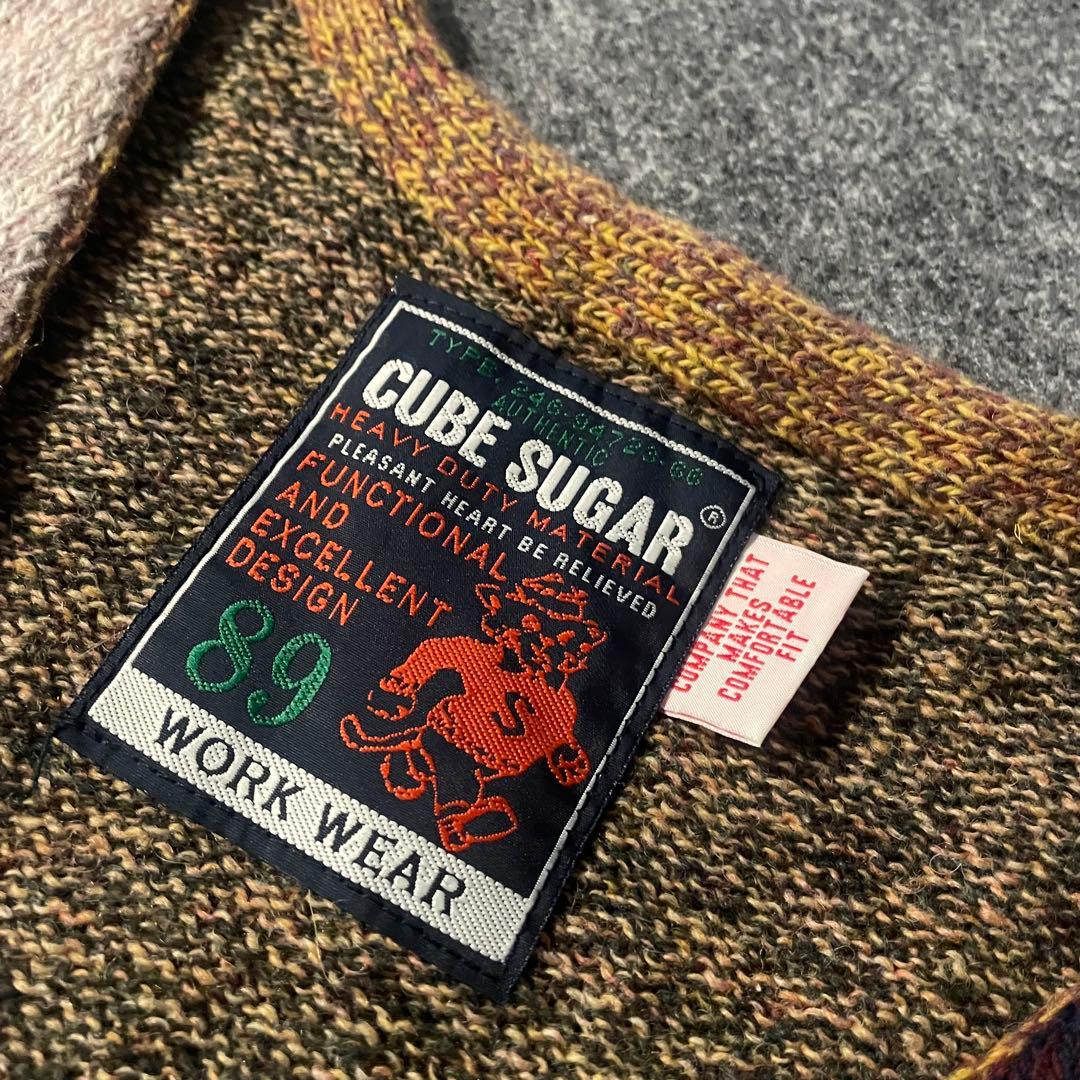 TYPE. 246-34723-66
AUTHENTIC
CUBE SUGAR ®
HEAVY DUTY MATERIAL
PLEASANT HEART BE RELIEVED
FUNCTIONAL
AND
EXCELLENT
DESIGN
89
S
WORK WEAR
COMPANY THAT
MAKES
COMFORTABLE
FIT